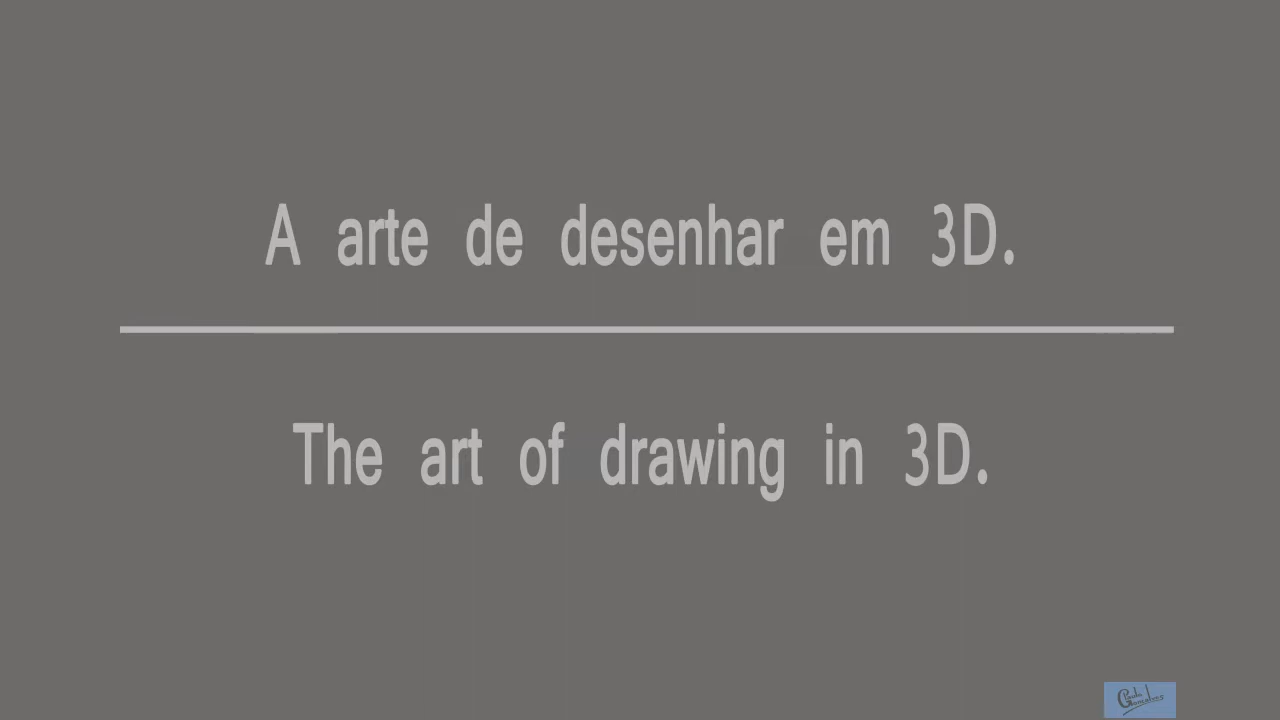 A arte de desenhar em 3D.
The art of drawing in 3D.